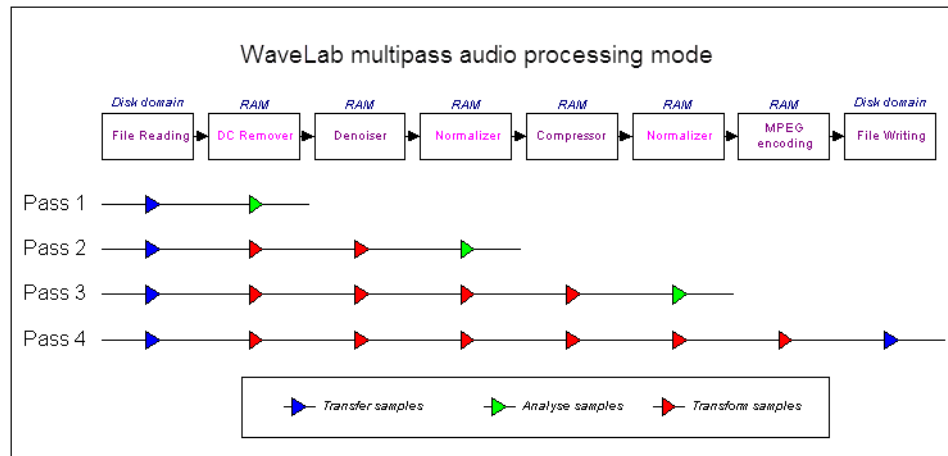 WaveLab multipass audio processing mode
Disk domain RAM RAM RAM RAM RAM RAM Disk domain
File Reading DC Remover Denoiser Normalizer Compressor Normalizer MPEG encoding File Writing
Pass 1
Pass 2
Pass 3
Pass 4
Transfer samples Analyse samples Transform samples